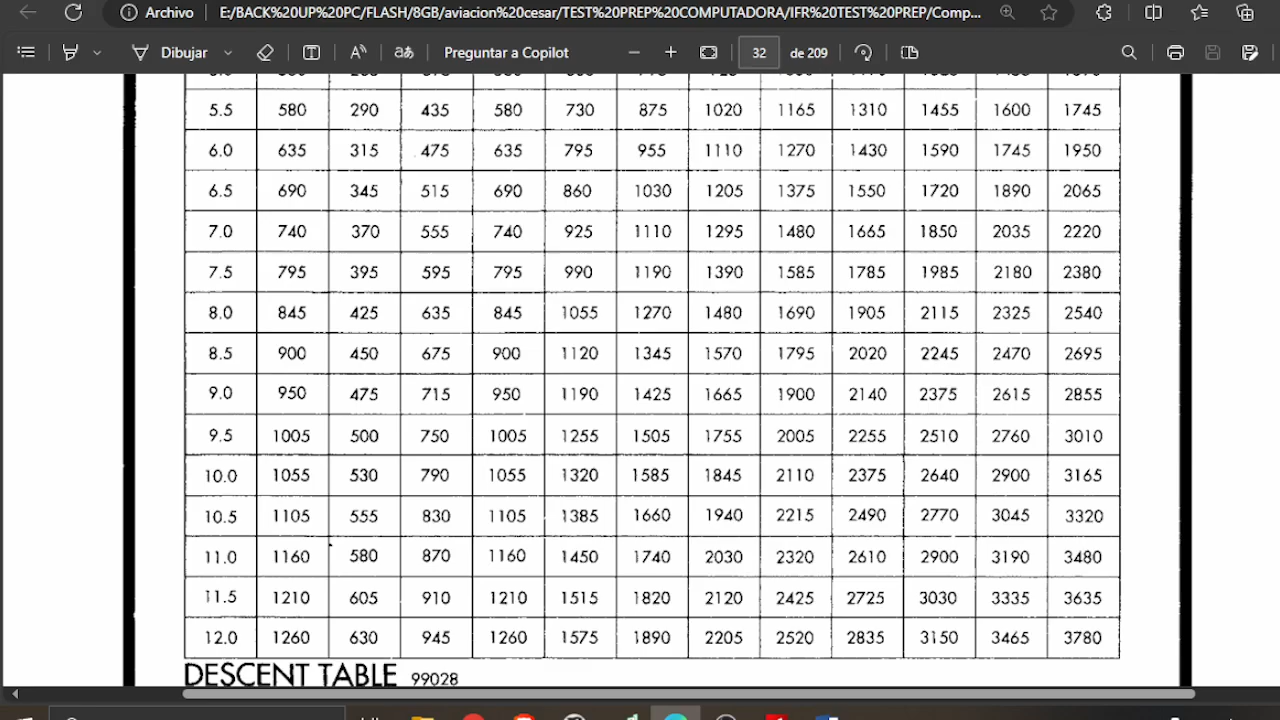 Archivo E:/BACK%20UP%20PC/FLASH/8GB/aviacion%20cesar/TEST%20PREP%20COMPUTADORA/IFR%20TEST%20PREP/Comp...
Dibujar A)) aあ Preguntar a Copilot 32 de 209
5.5 580 290 435 580 730 875 1020 1165 1310 1455 1600 1745
6.0 635 315 475 635 795 955 1110 1270 1430 1590 1745 1950
6.5 690 345 515 690 860 1030 1205 1375 1550 1720 1890 2065
7.0 740 370 555 740 925 1110 1295 1480 1665 1850 2035 2220
7.5 795 395 595 795 990 1190 1390 1585 1785 1985 2180 2380
8.0 845 425 635 845 1055 1270 1480 1690 1905 2115 2325 2540
8.5 900 450 675 900 1120 1345 1570 1795 2020 2245 2470 2695
9.0 950 475 715 950 1190 1425 1665 1900 2140 2375 2615 2855
9.5 1005 500 750 1005 1255 1505 1755 2005 2255 2510 2760 3010
10.0 1055 530 790 1055 1320 1585 1845 2110 2375 2640 2900 3165
10.5 1105 555 830 1105 1385 1660 1940 2215 2490 2770 3045 3320
11.0 1160 580 870 1160 1450 1740 2030 2320 2610 2900 3190 3480
11.5 1210 605 910 1210 1515 1820 2120 2425 2725 3030 3335 3635
12.0 1260 630 945 1260 1575 1890 2205 2520 2835 3150 3465 3780
DESCENT TABLE 99028